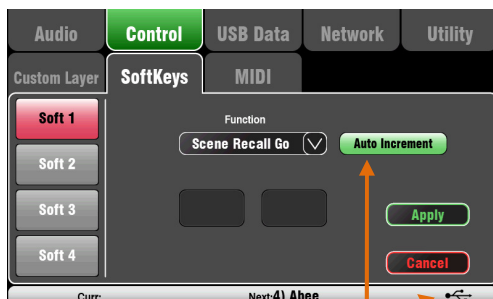 Audio Control USB Data Network Utility
Custom Layer SoftKeys MIDI
Soft 1
Function
Scene Recall Go Auto Increment
Soft 2
Soft 3
Apply
Soft 4
Cancel
Curr: Next:4) Abee